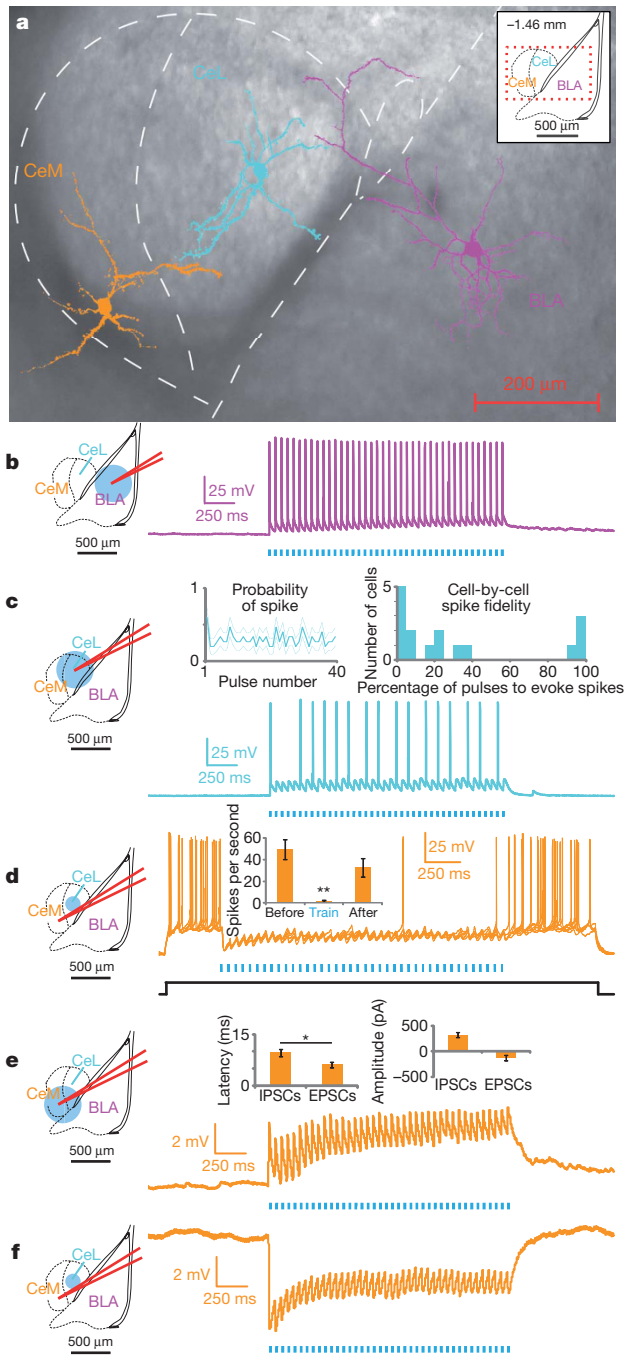 a
−1.46 mm
CeL
CeM
BLA
500 µm
CeL
CeM
BLA
200 µm
b
CeL
CeM
BLA
500 µm
25 mV
250 ms
c
CeL
CeM
BLA
500 µm
Probability
of spike
1
0
1
40
Pulse number
Cell-by-cell
spike fidelity
Number of cells
5
0
0
20
40
60
80
100
Percentage of pulses to evoke spikes
25 mV
250 ms
d
CeL
CeM
BLA
500 µm
Spikes per second
60
40
20
0
**
Before Train After
25 mV
250 ms
e
CeL
CeM
BLA
500 µm
Latency (ms)
15
0
*
IPSCs EPSCs
Amplitude (pA)
500
0
−500
IPSCs EPSCs
2 mV
250 ms
f
CeL
CeM
BLA
500 µm
2 mV
250 ms